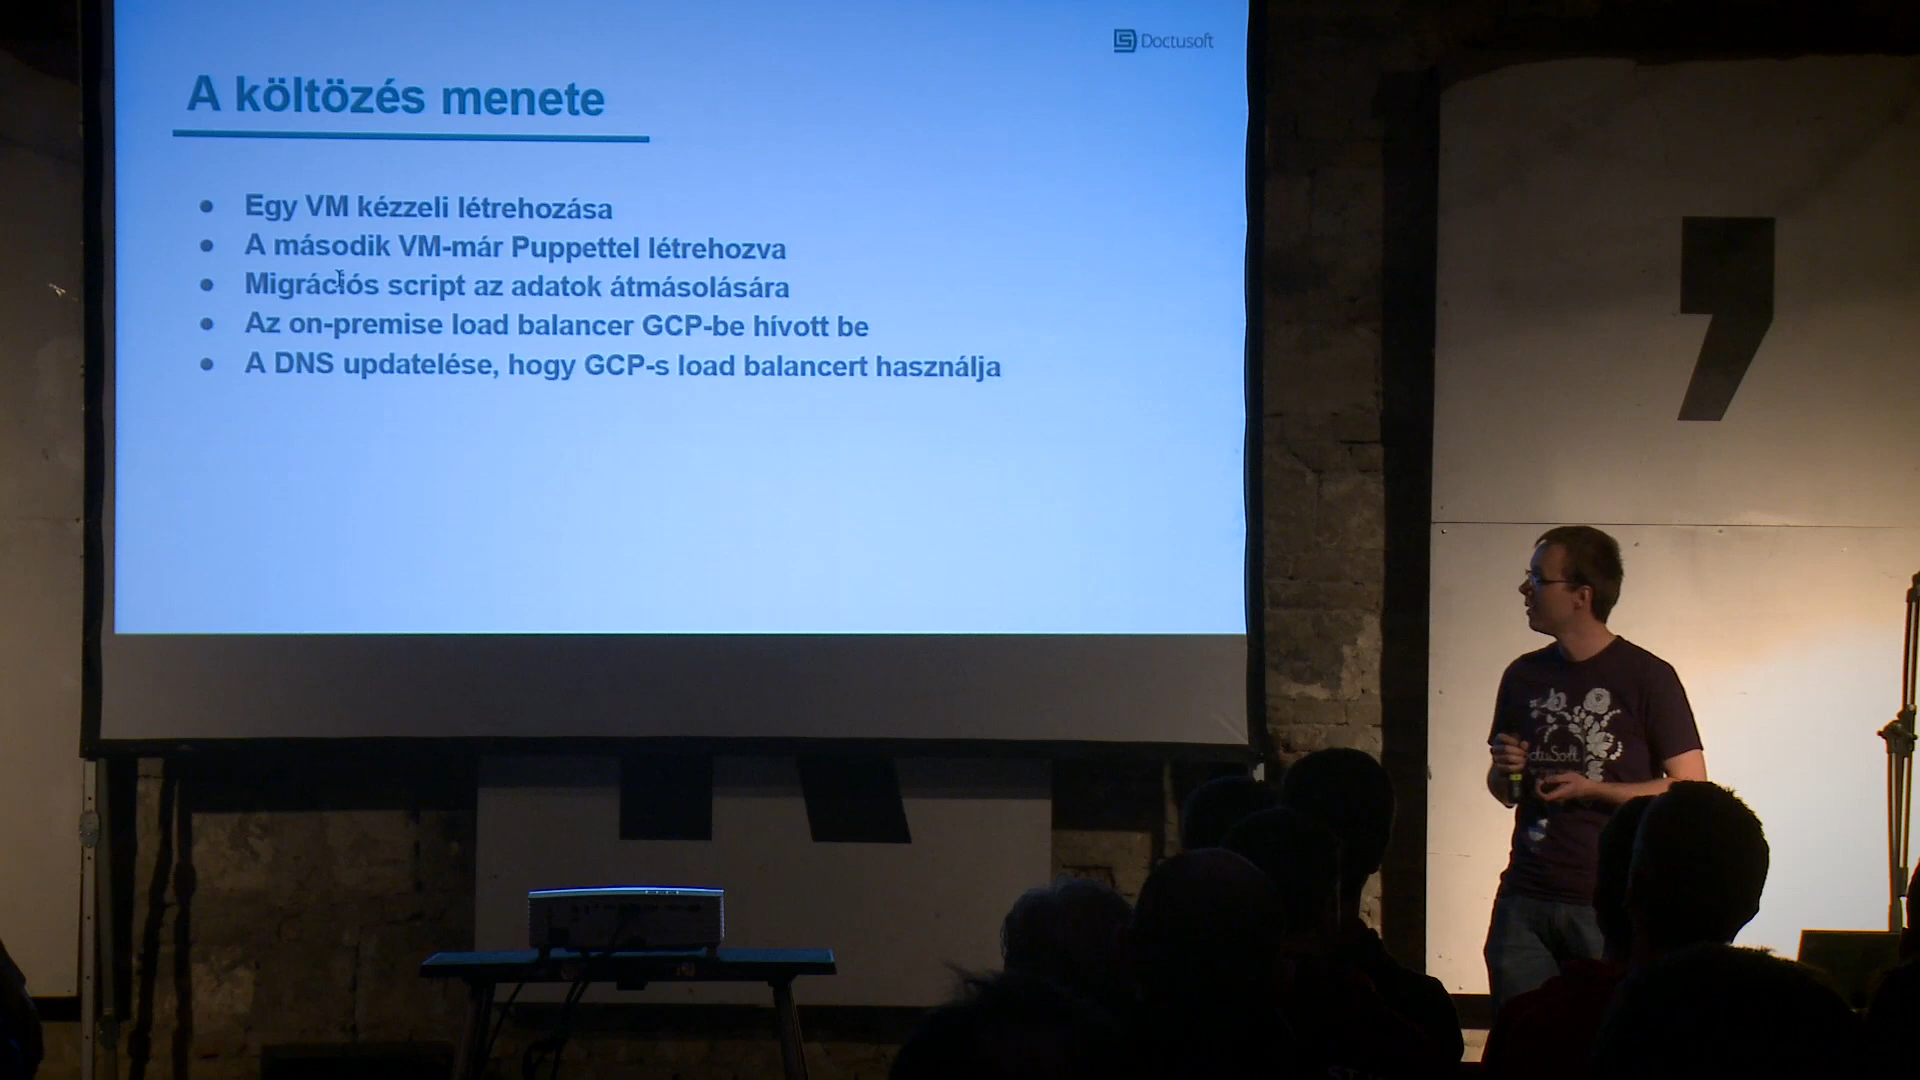 Doctusoft
A költözés menete
Egy VM kézzeli létrehozása
A második VM-már Puppettel létrehozva
Migrációs script az adatok átmásolására
Az on-premise load balancer GCP-be hívott be
A DNS updatelése, hogy GCP-s load balancert használja